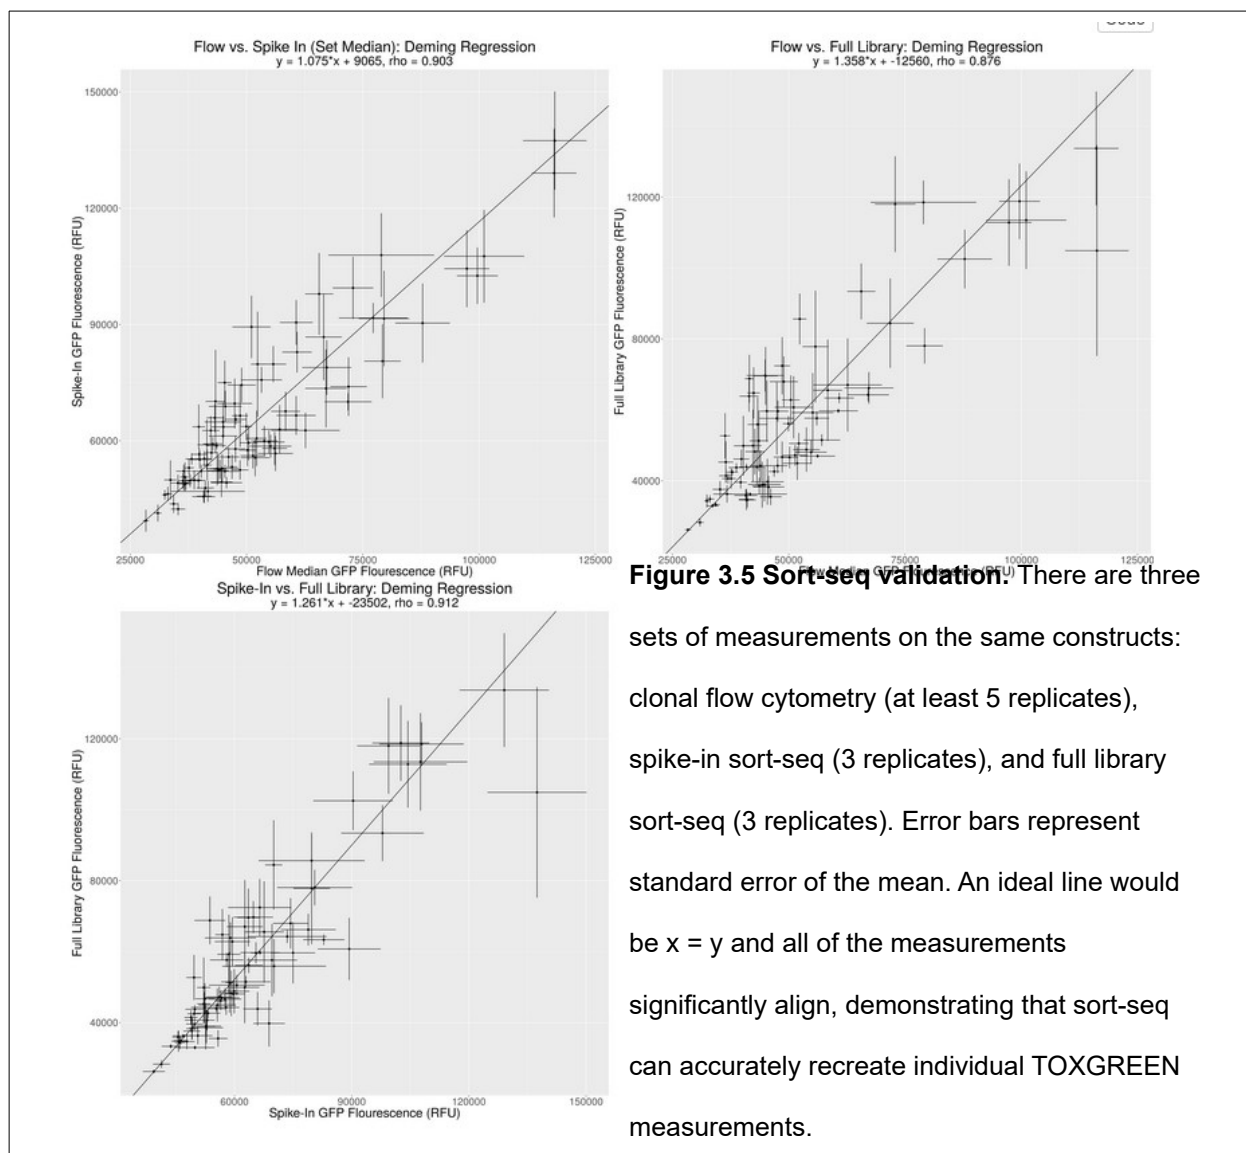 Code
Flow vs. Spike In (Set Median): Deming Regression
y = 1.075*x + 9065, rho = 0.903
150000
120000
90000
60000
Spike-In GFP Fluorescence (RFU)
25000 50000 75000 100000 125000
Flow Median GFP Flourescence (RFU)
Flow vs. Full Library: Deming Regression
y = 1.358*x + -12560, rho = 0.876
120000
80000
40000
Full Library GFP Fluorescence (RFU)
25000 50000 75000 100000 125000
Flow Median GFP Flourescence (RFU)
Spike-In vs. Full Library: Deming Regression
y = 1.261*x + -23502, rho = 0.912
120000
80000
40000
Full Library GFP Flourescence (RFU)
60000 90000 120000 150000
Spike-In GFP Flourescence (RFU)
Figure 3.5 Sort-seq validation. There are three
sets of measurements on the same constructs:
clonal flow cytometry (at least 5 replicates),
spike-in sort-seq (3 replicates), and full library
sort-seq (3 replicates). Error bars represent
standard error of the mean. An ideal line would
be x = y and all of the measurements
significantly align, demonstrating that sort-seq
can accurately recreate individual TOXGREEN
measurements.